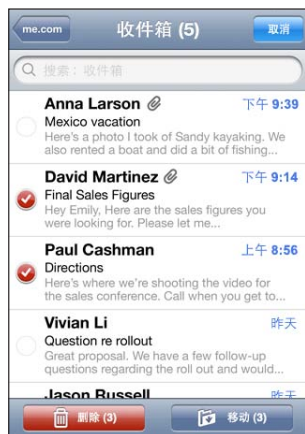 me.com
收件箱 (5)
取消
搜索：收件箱
Anna Larson
下午 9:39
Mexico vacation
Here's a photo I took of Sandy kayaking. We
also rented a boat and did a bit of fishing...
David Martinez
下午 9:14
Final Sales Figures
Hey Emily, Here are the sales figures you
were looking for. Please let me...
Paul Cashman
上午 8:56
Directions
Here's where we're shooting the video for
the sales conference. Call when you get to...
Vivian Li
昨天
Question re rollout
Great proposal. We have a few follow-up
questions regarding the roll out and would...
Jason Russell
昨天
删除 (3)
移动 (3)